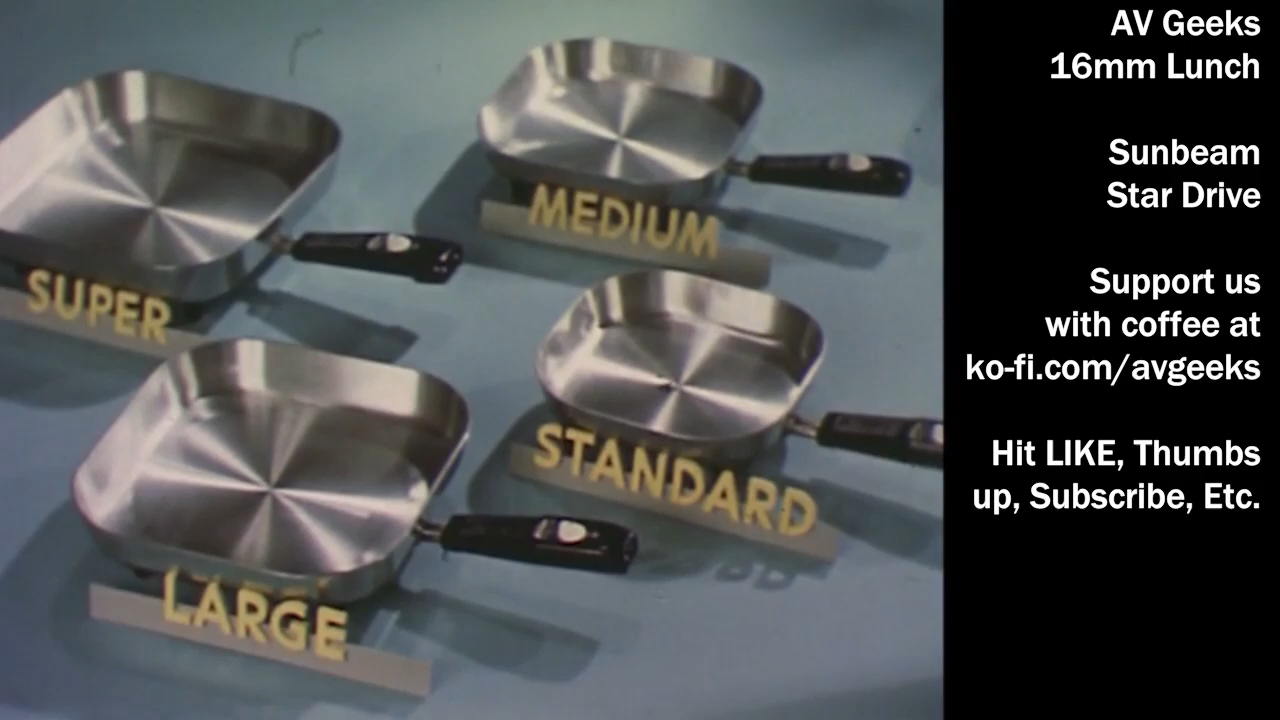 MEDIUM
SUPER
STANDARD
LARGE
AV Geeks
16mm Lunch
Sunbeam
Star Drive
Support us
with coffee at
ko-fi.com/avgeeks
Hit LIKE, Thumbs
up, Subscribe, Etc.